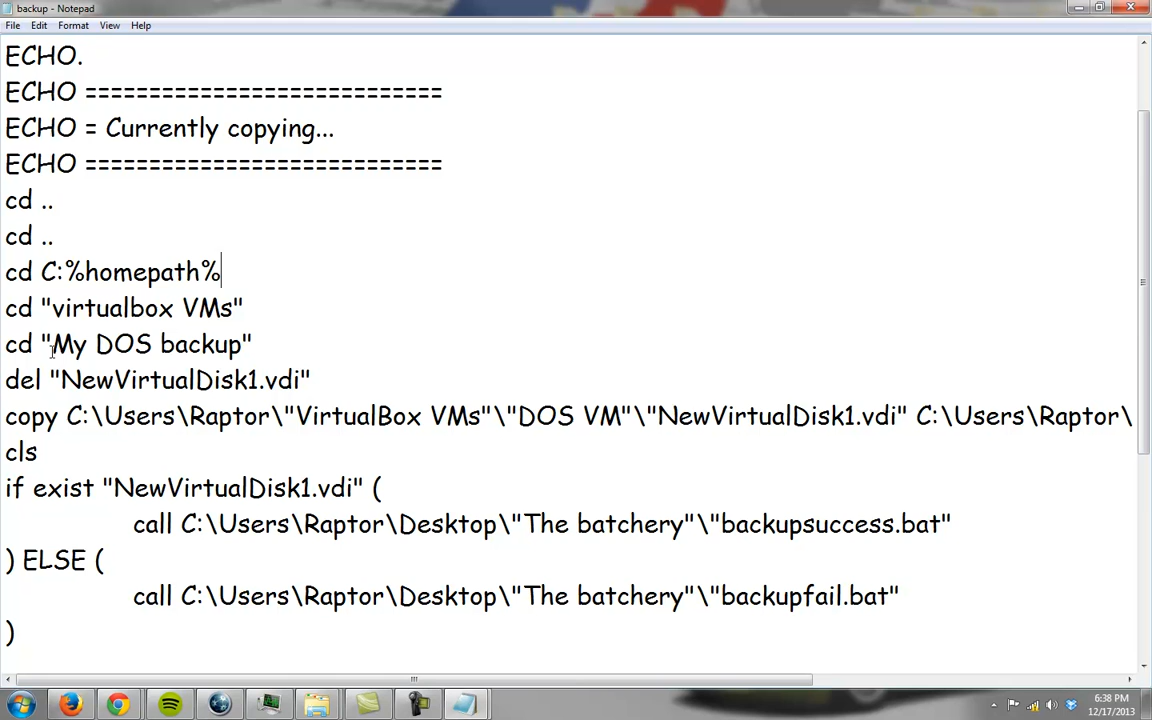 backup - Notepad
File Edit Format View Help
ECHO.
ECHO ===========================
ECHO = Currently copying...
ECHO ===========================
cd ..
cd ..
cd C:%homepath%
cd "virtualbox VMs"
cd "My DOS backup"
del "NewVirtualDisk1.vdi"
copy C:\Users\Raptor\"VirtualBox VMs"\"DOS VM"\"NewVirtualDisk1.vdi" C:\Users\Raptor\
cls
if exist "NewVirtualDisk1.vdi" (
call C:\Users\Raptor\Desktop\"The batchery"\"backupsuccess.bat"
) ELSE (
call C:\Users\Raptor\Desktop\"The batchery"\"backupfail.bat"
)
6:38 PM
12/17/2013